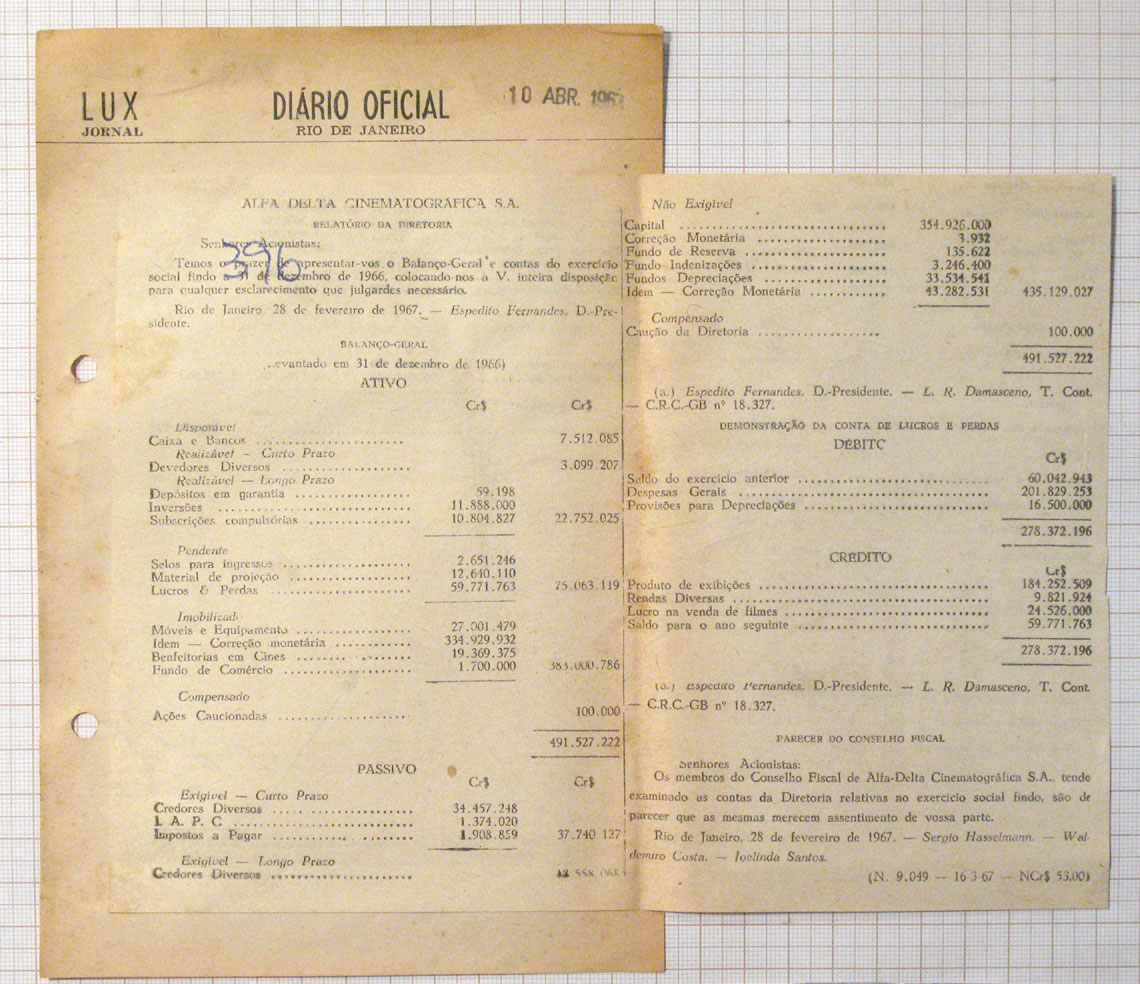 LUX
JORNAL
DIÁRIO OFICIAL
RIO DE JANEIRO
10 ABR. 1967
ALFA DELTA CINEMATOGRÁFICA S.A.
RELATÓRIO DA DIRETORIA
Senhores Acionistas:
396
Temos o prazer de apresentar-vos o Balanço-Geral e contas do exercício
social findo a 31 de dezembro de 1966, colocando-nos à V. inteira disposição
para qualquer esclarecimento que julgardes necessário.
Rio de Janeiro 28 de fevereiro de 1967. — Espedito Fernandes, D.-Pre-
sidente.
BALANÇO-GERAL
evantado em 31 de dezembro de 1966)
ATIVO
Cr$ Cr$
Disponível
Caixa e Bancos ...................... 7.512.085
Realizável — Curto Prazo
Devedores Diversos ................... 3.099.207
Realizável — Longo Prazo
Depósitos em garantia ................. 59.198
Inversões ............................ 11.888.000
Subscrições compulsórias ............... 10.804.827 22.752.025
Pendente
Selos para ingressos ................... 2.651.246
Material de projeção .................. 12.640.110
Lucros & Perdas ...................... 59.771.763 75.063.119
Imobilizado
Móveis e Equipamento ................. 27.001.479
Idem — Correção monetária ............ 334.929.932
Benfeitorias em Cines .................. 19.369.375
Fundo de Comércio ................... 1.700.000 383.000.786
Compensado
Ações Caucionadas .................... 100.000
491.527.222
PASSIVO
Cr$ Cr$
Exigível — Curto Prazo
Credores Diversos ..................... 34.457.248
I. A. P. C ............................ 1.374.020
Impostos a Pagar ..................... 1.908.859 37.740 127
Exigível — Longo Prazo
Credores Diversos ..................... 558.068
Não Exigível
Capital .............................. 354.926.000
Correção Monetária ................... 3.932
Fundo de Reserva ..................... 135.622
Fundo Indenizações ................... 3.246.400
Fundos Depreciações .................. 33.534.541
Idem — Correção Monetária ........... 43.282.531 435.129.027
Compensado
Caução da Diretoria .................. 100.000
491.527.222
(a.) Espedito Fernandes, D.-Presidente. — L. R. Damasceno, T. Cont.
— C.R.C.-GB nº 18.327.
DEMONSTRAÇÃO DA CONTA DE LUCROS E PERDAS
DÉBITO
Cr$
Saldo do exercício anterior ............................. 60.042.943
Despesas Gerais ...................................... 201.829.253
Provisões para Depreciações ........................... 16.500.000
278.372.196
CRÉDITO
Cr$
Produto de exibições .................................. 184.252.509
Rendas Diversas ...................................... 9.821.924
Lucro na venda de filmes .............................. 24.526.000
Saldo para o ano seguinte ............................. 59.771.763
278.372.196
(a.) Espedito Fernandes, D.-Presidente. — L. R. Damasceno, T. Cont
— C.R.C.-GB nº 18.327.
PARECER DO CONSELHO FISCAL
Senhores Acionistas:
Os membros do Conselho Fiscal de Alfa-Delta Cinematográfica S.A., tendo
examinado as contas da Diretoria relativas ao exercício social findo, são de
parecer que as mesmas merecem assentimento de vossa parte.
Rio de Janeiro, 28 de fevereiro de 1967. — Sergio Hasselmann. — Wal
demiro Costa. — Joelinda Santos.
(N. 9.049 — 16-3-67 — NCr$ 53,00)